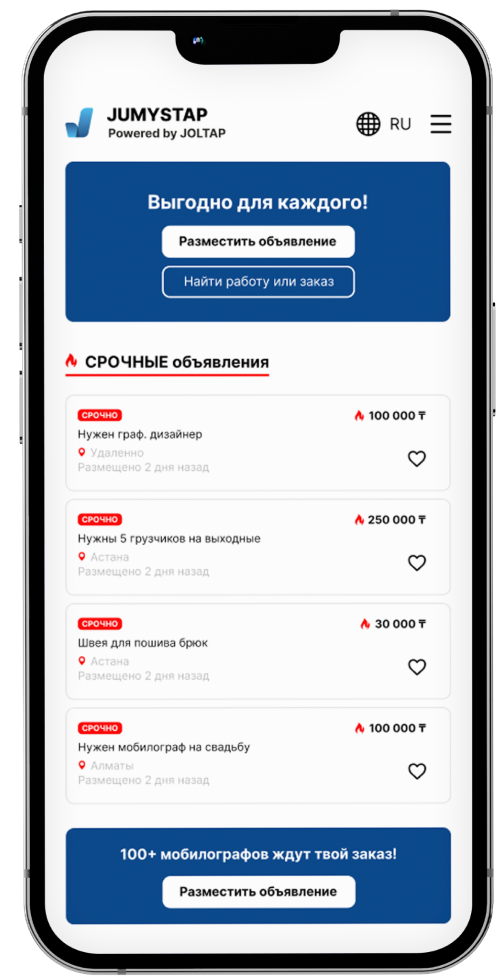 JUMYSTAP
Powered by JOLTAP
RU
Выгодно для каждого!
Разместить объявление
Найти работу или заказ
СРОЧНЫЕ объявления
СРОЧНО
100 000 ₸
Нужен граф. дизайнер
Удаленно
Размещено 2 дня назад
СРОЧНО
250 000 ₸
Нужны 5 грузчиков на выходные
Астана
Размещено 2 дня назад
СРОЧНО
30 000 ₸
Швея для пошива брюк
Астана
Размещено 2 дня назад
СРОЧНО
100 000 ₸
Нужен мобилограф на свадьбу
Алматы
Размещено 2 дня назад
100+ мобилографов ждут твой заказ!
Разместить объявление